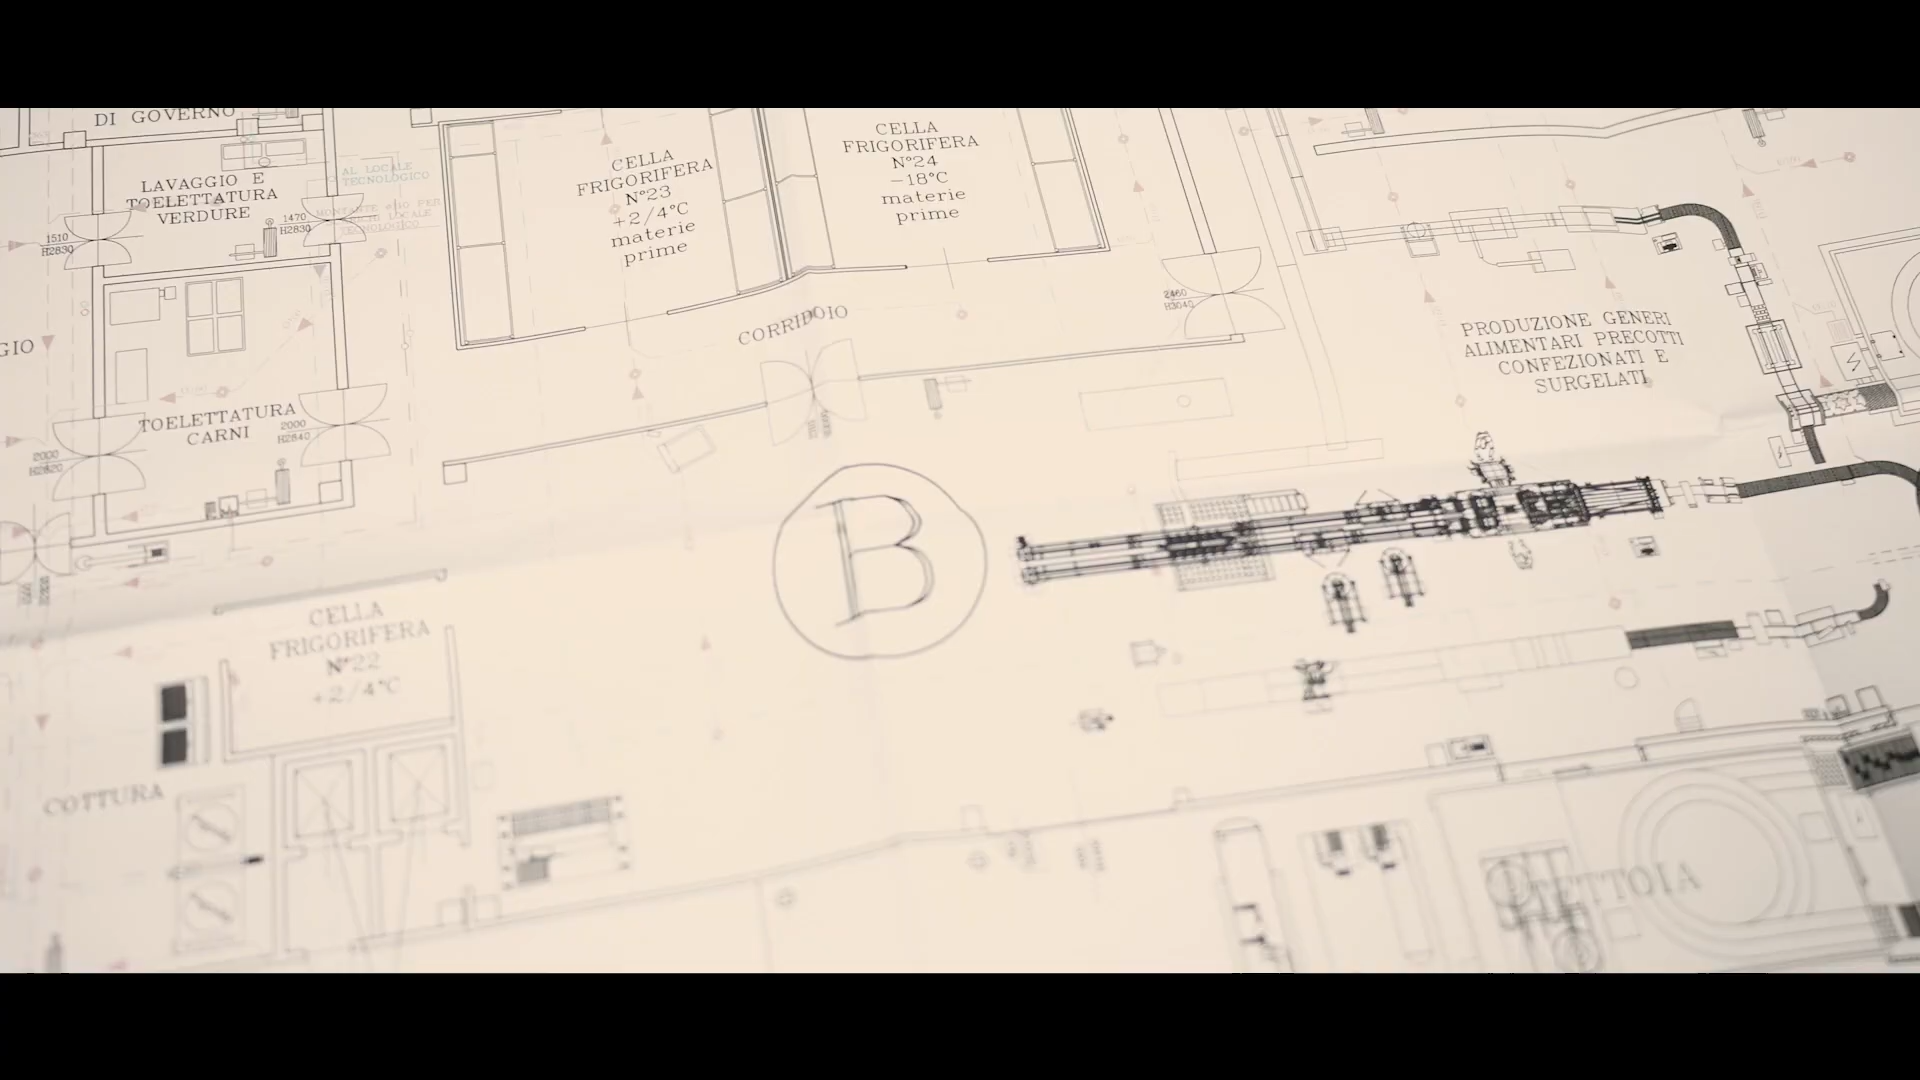 DI GOVERNO
LAVAGGIO E
TOELETTATURA
VERDURE
1510
H2830
1470
H2830
AL LOCALE
TECNOLOGICO
CELLA
FRIGORIFERA
N°23
+2/4°C
materie
prime
CELLA
FRIGORIFERA
N°24
-18°C
materie
prime
CORRIDOIO
2460
H3040
PRODUZIONE GENERI
ALIMENTARI PRECOTTI
CONFEZIONATI E
SURGELATI
GIO
TOELETTATURA
CARNI
2000
H2840
2000
H2820
B
CELLA
FRIGORIFERA
N°22
+2/4°C
COTTURA
TETTOIA